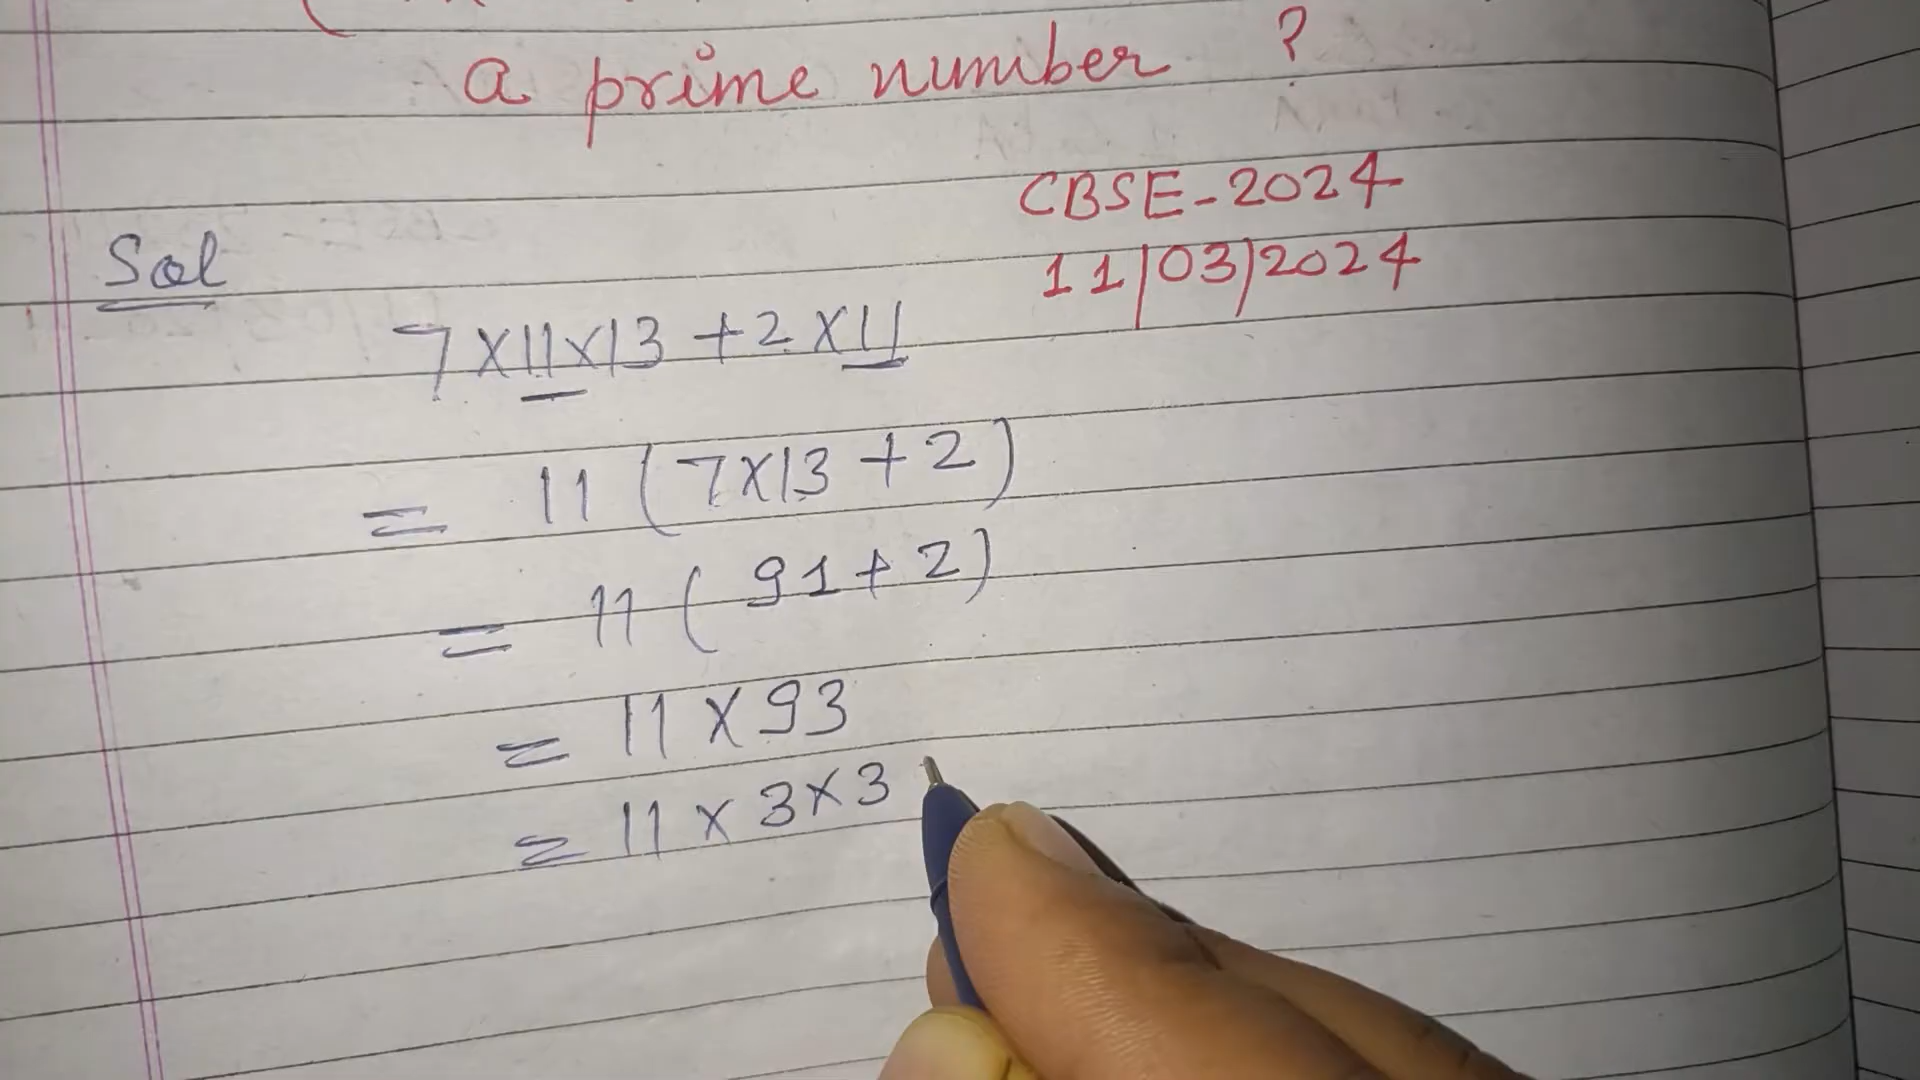 a prime number ?
CBSE-2024
11/03/2024
Sol
7×11×13 +2 ×11
= 11 (7×13 +2)
= 11 ( 91+2)
= 11 ×93
= 11 × 3×3